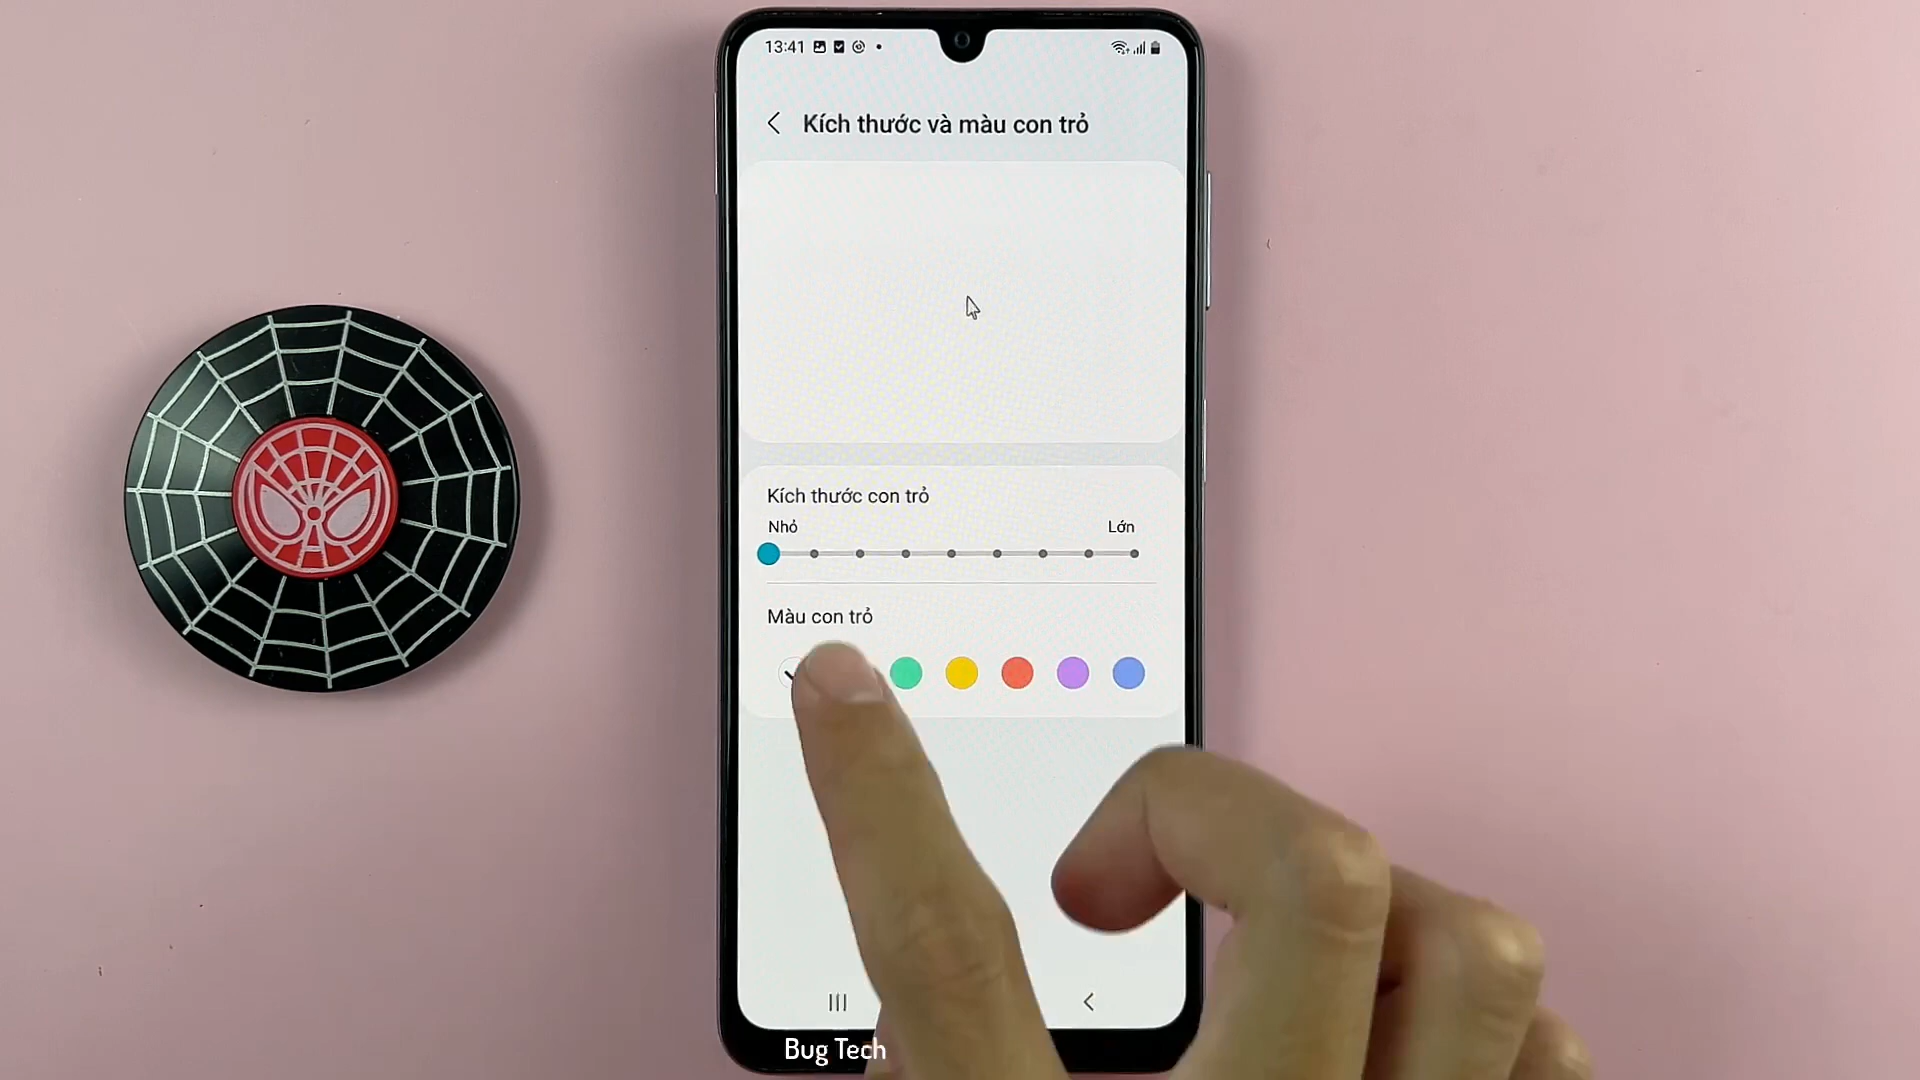 13:41
Kích thước và màu con trỏ
Kích thước con trỏ
Nhỏ Lớn
Màu con trỏ
Bug Tech